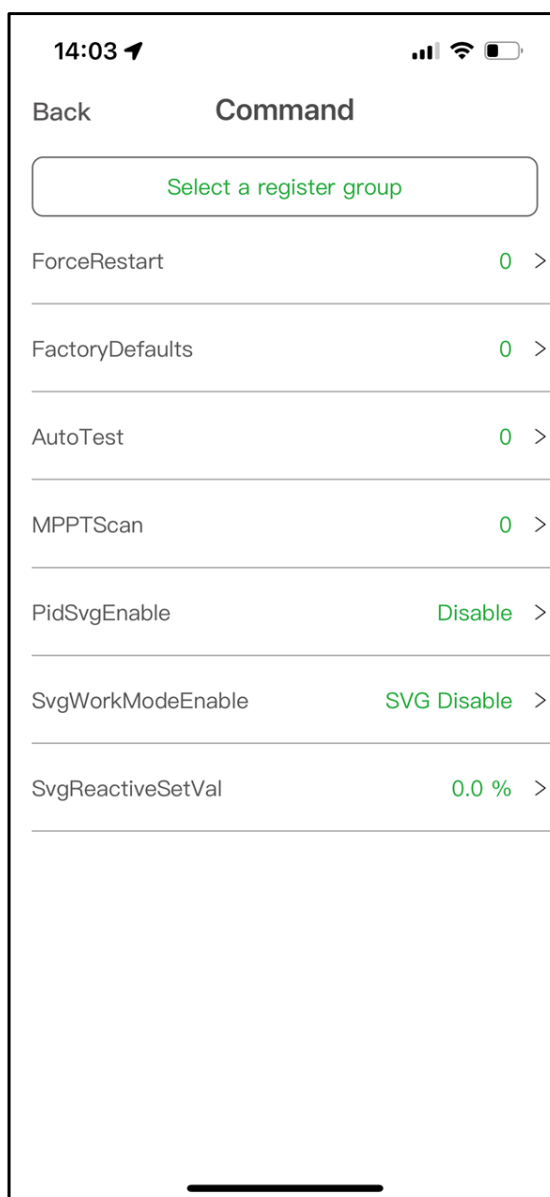 14:03
Back Command
Select a register group
ForceRestart 0 >
FactoryDefaults 0 >
AutoTest 0 >
MPPTScan 0 >
PidSvgEnable Disable >
SvgWorkModeEnable SVG Disable >
SvgReactiveSetVal 0.0 % >